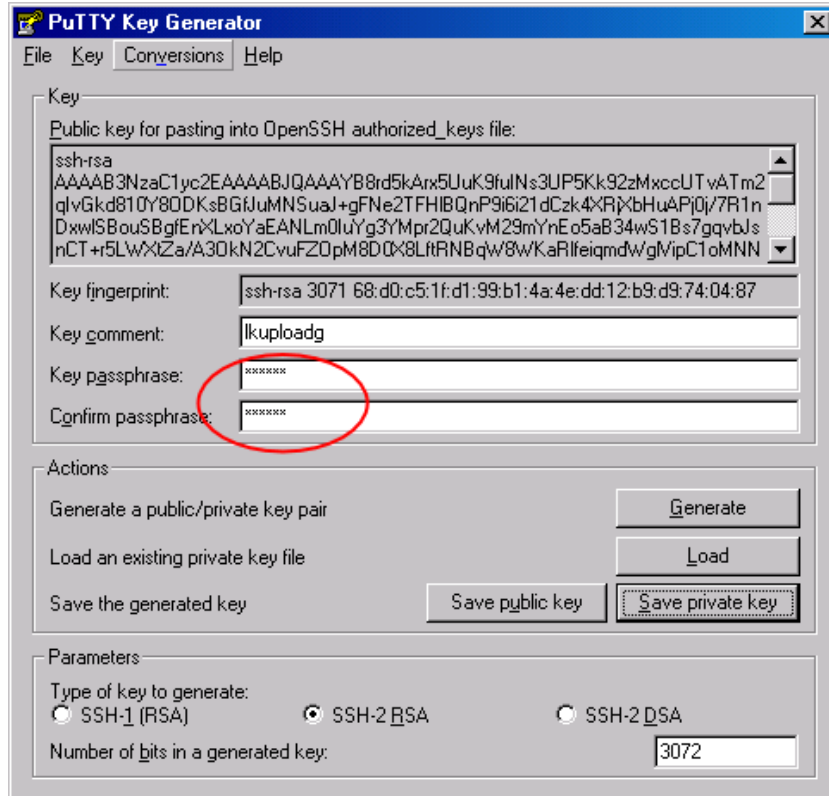 PuTTY Key Generator
File Key Conversions Help
Key
Public key for pasting into OpenSSH authorized_keys file:
ssh-rsa
AAAAB3NzaC1yc2EAAAABJQAAAYB8rd5kArx5UuK9fulNs3UP5Kk92zMxccUTvATm2
qIvGkd810Y8ODKsBGfJuMNSuaJ+gFNe2TFHIBQnP9i6i21dCzk4XRjXbHuAPj0j/7R1n
DxwlSBouSBgfEnXLxoYaEANLm0luYg3YMpr2QuKvM29mYnEo5aB34wS1Bs7gqvbJs
nCT+r5LWXtZa/A3OkN2CvuFZOpM8D0X8LftRNBqW8WKaRlfeiqmdWglVipC1oMNN
Key fingerprint: ssh-rsa 3071 68:d0:c5:1f:d1:99:b1:4a:4e:dd:12:b9:d9:74:04:87
Key comment: lkuploadg
Key passphrase: ******
Confirm passphrase: ******
Actions
Generate a public/private key pair Generate
Load an existing private key file Load
Save the generated key Save public key Save private key
Parameters
Type of key to generate:
SSH-1 (RSA) SSH-2 RSA SSH-2 DSA
Number of bits in a generated key: 3072